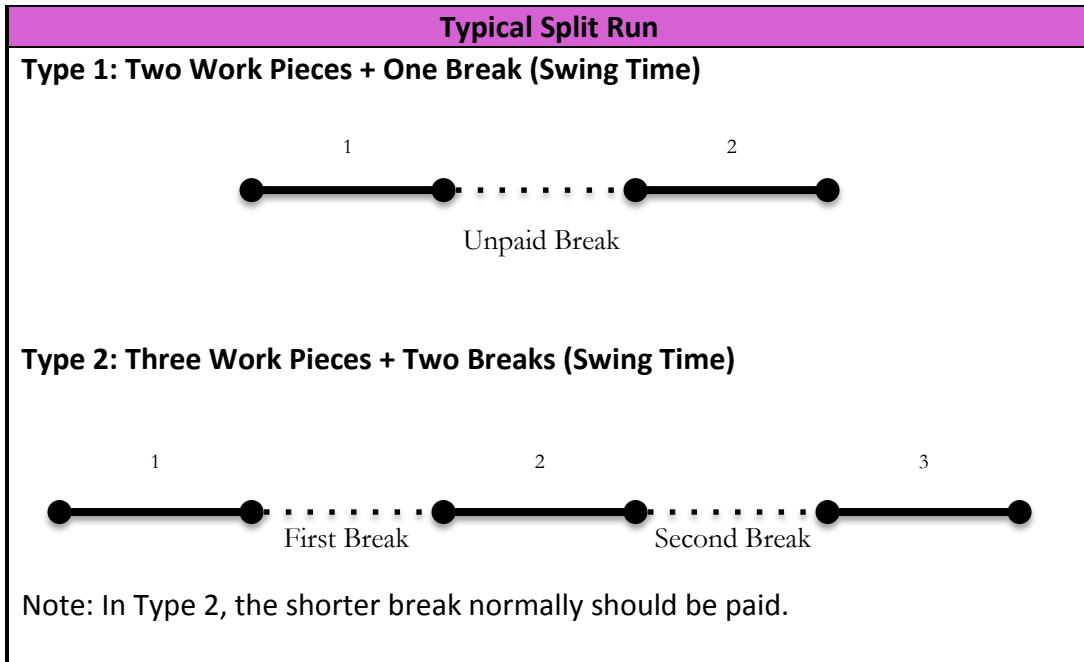 Typical Split Run
Type 1: Two Work Pieces + One Break (Swing Time)
1 2
Unpaid Break
Type 2: Three Work Pieces + Two Breaks (Swing Time)
1 2 3
First Break Second Break
Note: In Type 2, the shorter break normally should be paid.